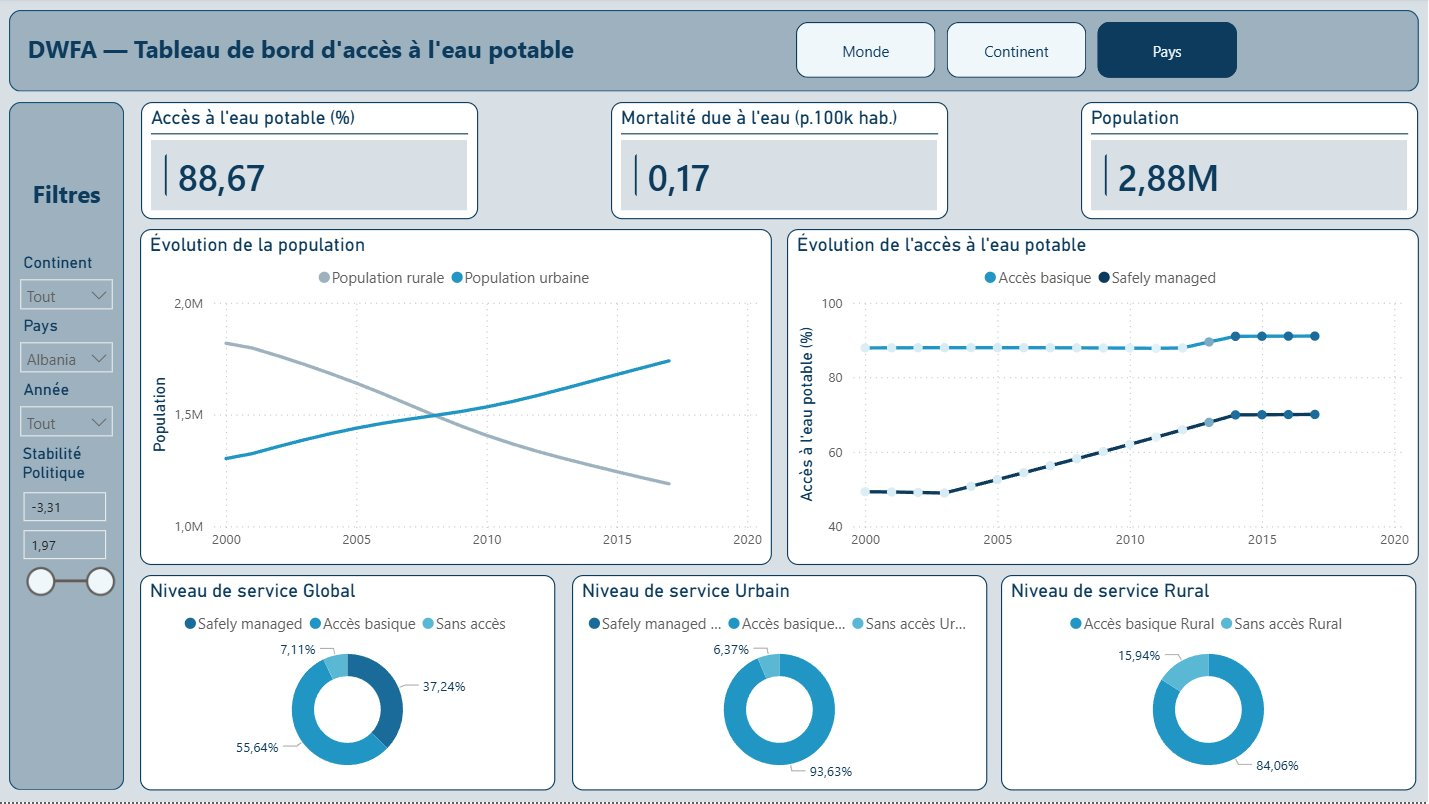 DWFA — Tableau de bord d'accès à l'eau potable
Monde
Continent
Pays
Filtres
Continent
Tout
Pays
Albania
Année
Tout
Stabilité
Politique
-3,31
1,97
Accès à l'eau potable (%)
88,67
Mortalité due à l'eau (p.100k hab.)
0,17
Population
2,88M
Évolution de la population
Population rurale
Population urbaine
Population
2,0M
1,5M
1,0M
2000
2005
2010
2015
2020
Évolution de l'accès à l'eau potable
Accès basique
Safely managed
Accès à l'eau potable (%)
100
80
60
40
2000
2005
2010
2015
2020
Niveau de service Global
Safely managed
Accès basique
Sans accès
7,11%
37,24%
55,64%
Niveau de service Urbain
Safely managed ...
Accès basique...
Sans accès Ur...
6,37%
93,63%
Niveau de service Rural
Accès basique Rural
Sans accès Rural
15,94%
84,06%